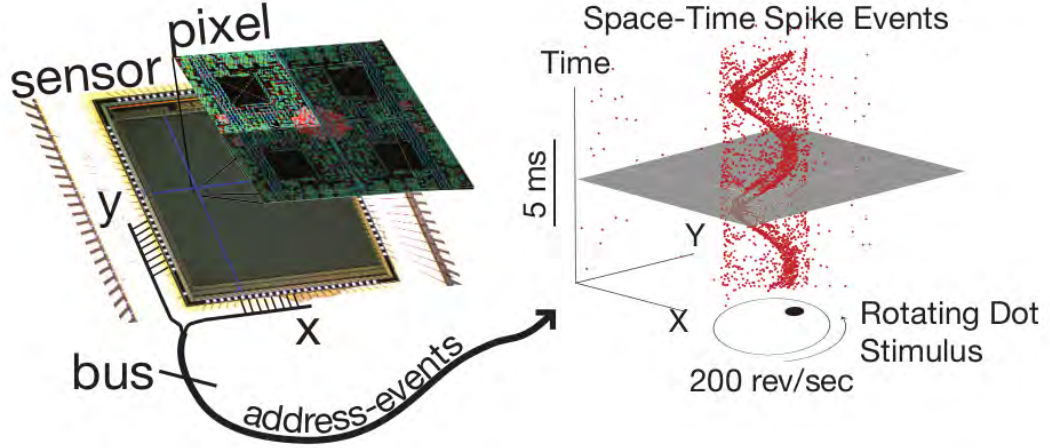 pixel
sensor
y
x
bus
address-events
Space-Time Spike Events
Time
5 ms
Y
X
Rotating Dot
Stimulus
200 rev/sec